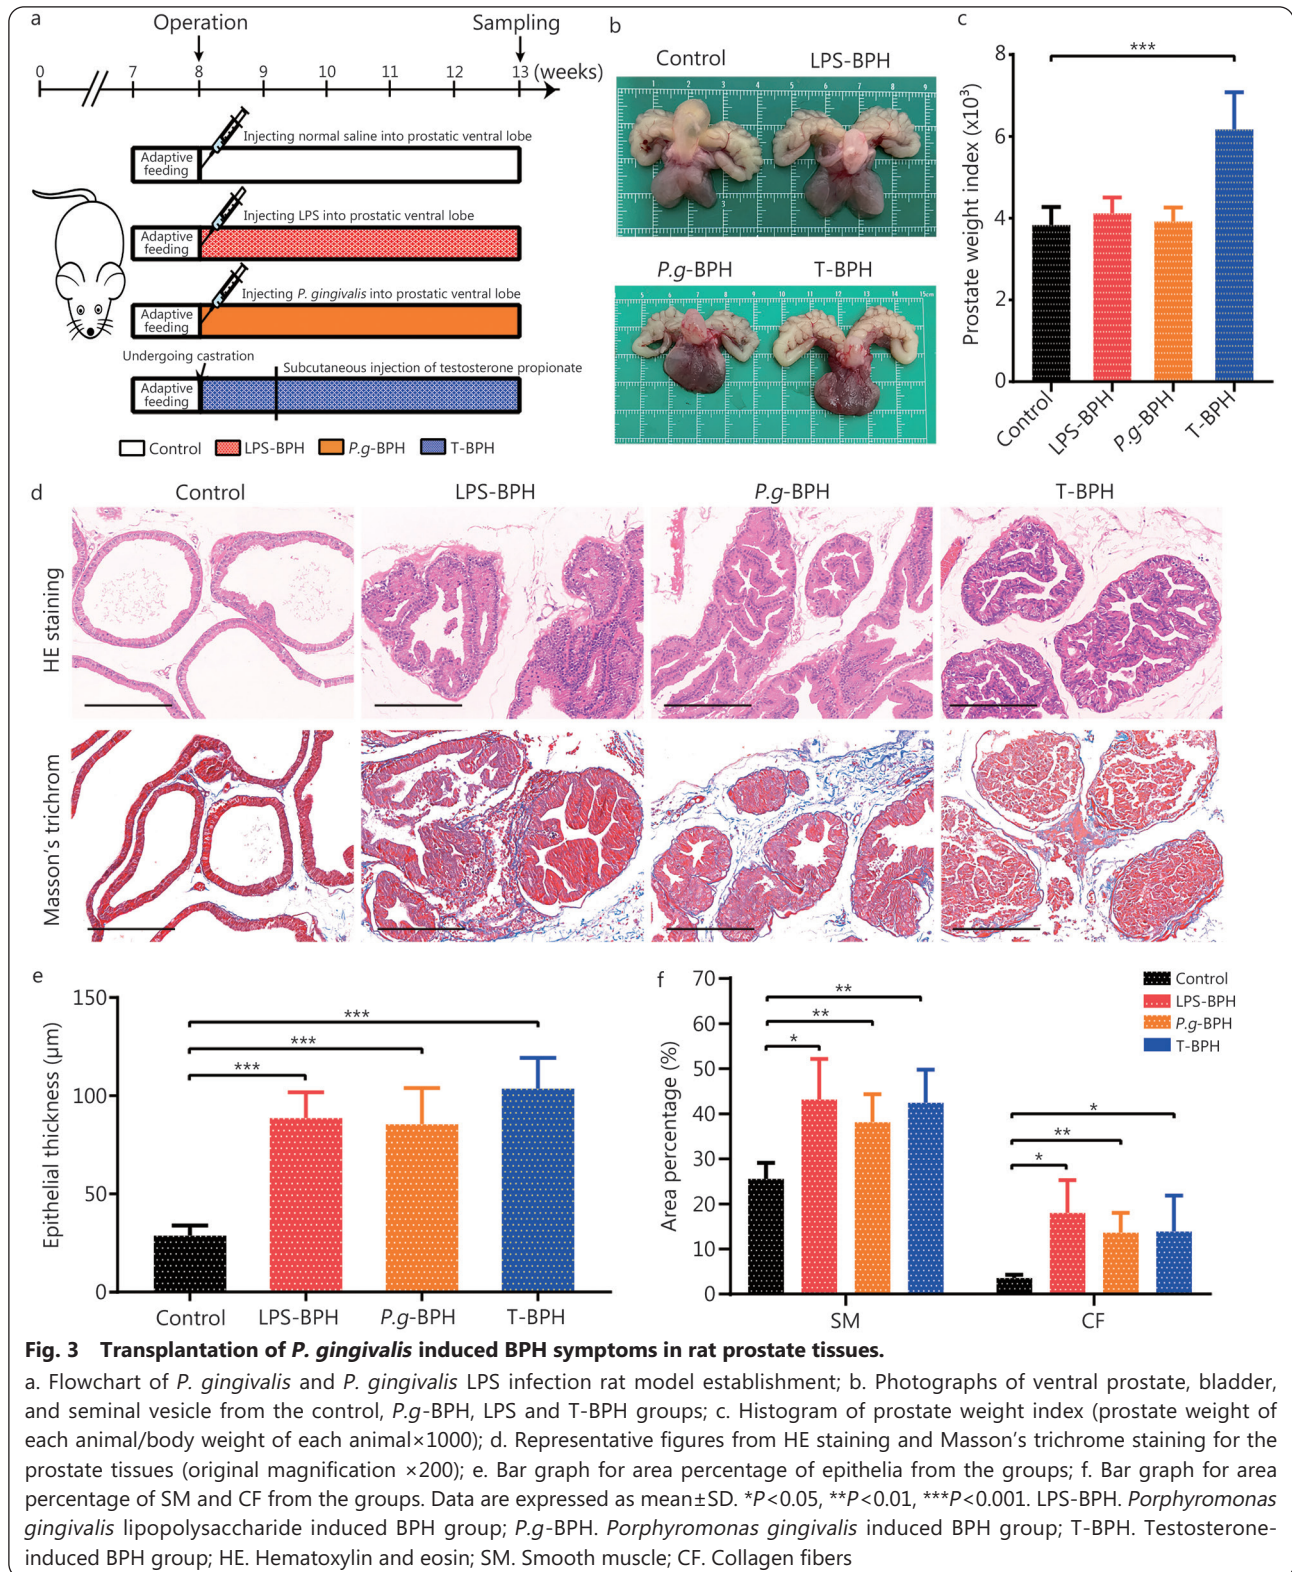 a
Operation
Sampling
0 7 8 9 10 11 12 13 (weeks)
Injecting normal saline into prostatic ventral lobe
Adaptive
feeding
Injecting LPS into prostatic ventral lobe
Adaptive
feeding
Injecting P. gingivalis into prostatic ventral lobe
Adaptive
feeding
Undergoing castration
Subcutaneous injection of testosterone propionate
Adaptive
feeding
Control LPS-BPH P.g-BPH T-BPH
b
Control LPS-BPH
P.g-BPH T-BPH
c
Prostate weight index (x10³)
8
6
4
2
0
***
Control
LPS-BPH
P.g-BPH
T-BPH
d
Control LPS-BPH P.g-BPH T-BPH
HE staining
Masson's trichrom
e
Epithelial thickness (μm)
150
100
50
0
***
***
***
Control LPS-BPH P.g-BPH T-BPH
f
Area percentage (%)
70
60
50
40
30
20
10
0
**
**
*
*
**
*
SM CF
Control
LPS-BPH
P.g-BPH
T-BPH
Fig. 3 Transplantation of P. gingivalis induced BPH symptoms in rat prostate tissues.
a. Flowchart of P. gingivalis and P. gingivalis LPS infection rat model establishment; b. Photographs of ventral prostate, bladder,
and seminal vesicle from the control, P.g-BPH, LPS and T-BPH groups; c. Histogram of prostate weight index (prostate weight of
each animal/body weight of each animal×1000); d. Representative figures from HE staining and Masson's trichrome staining for the
prostate tissues (original magnification ×200); e. Bar graph for area percentage of epithelia from the groups; f. Bar graph for area
percentage of SM and CF from the groups. Data are expressed as mean±SD. *P<0.05, **P<0.01, ***P<0.001. LPS-BPH. Porphyromonas
gingivalis lipopolysaccharide induced BPH group; P.g-BPH. Porphyromonas gingivalis induced BPH group; T-BPH. Testosterone-
induced BPH group; HE. Hematoxylin and eosin; SM. Smooth muscle; CF. Collagen fibers